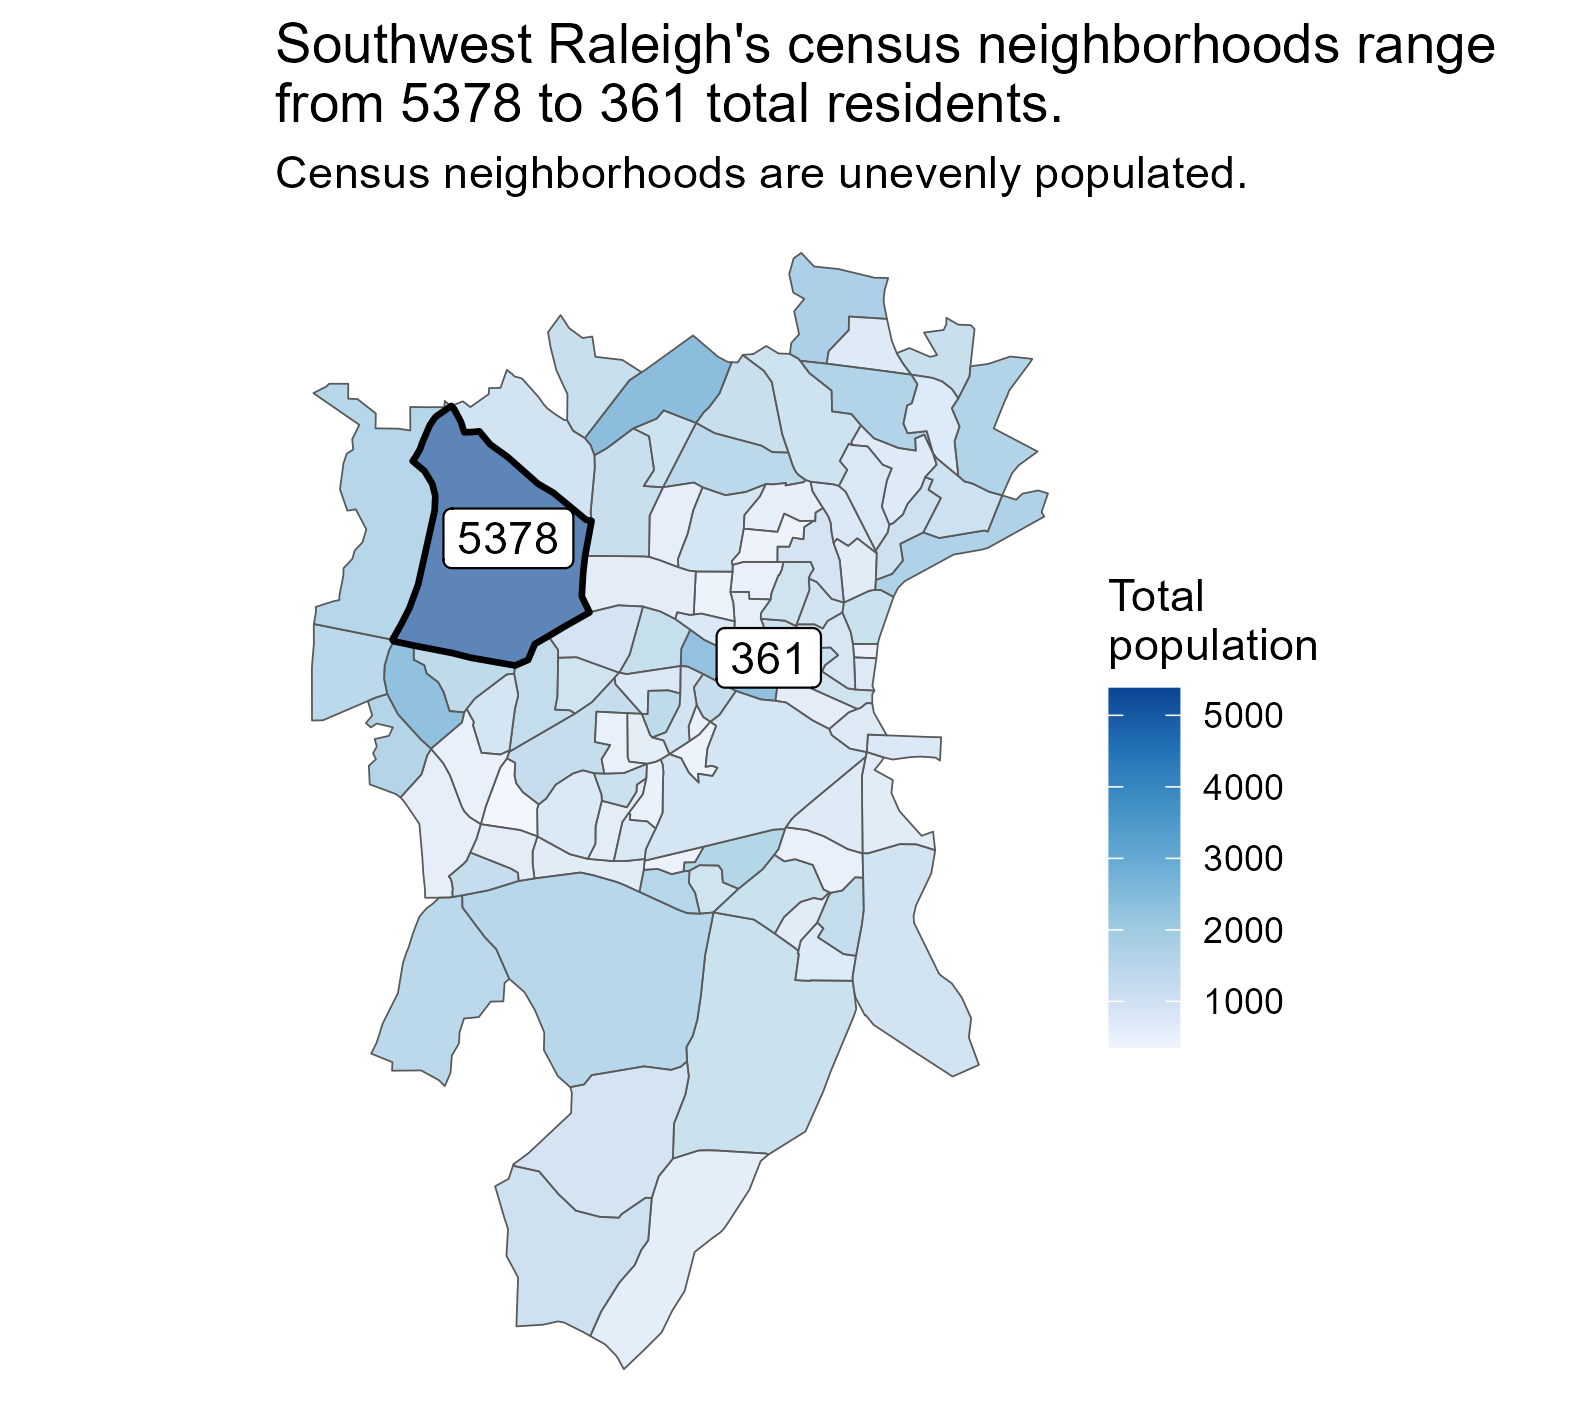 Southwest Raleigh's census neighborhoods range
from 5378 to 361 total residents.
Census neighborhoods are unevenly populated.
5378
361
Total
population
5000
4000
3000
2000
1000